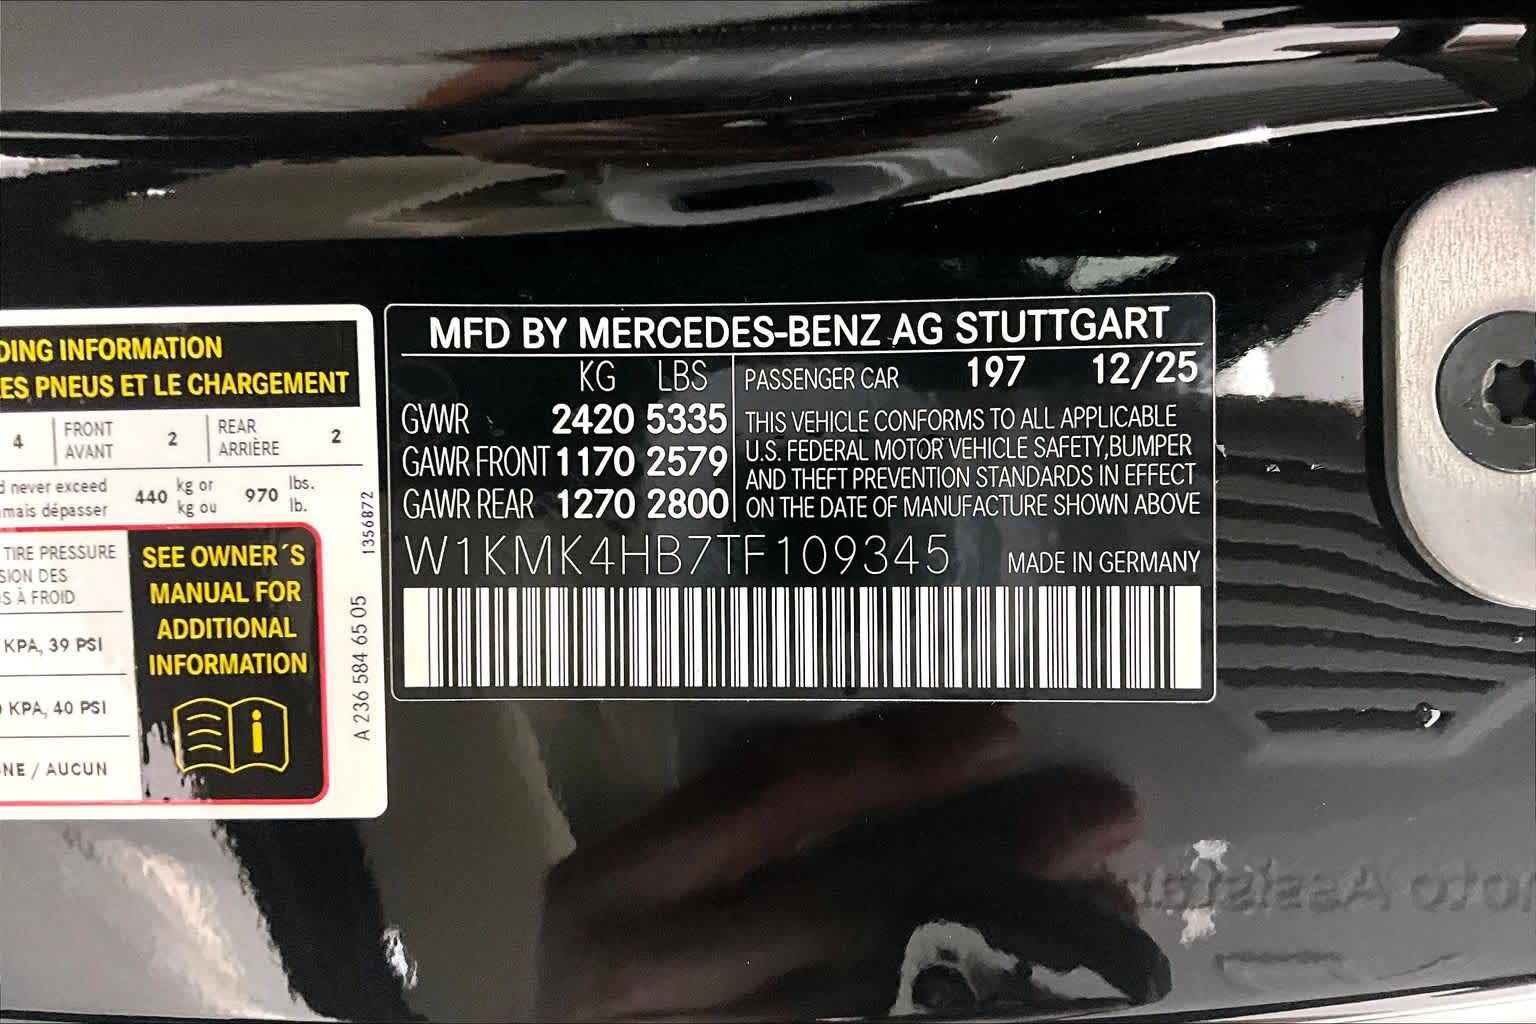 DING INFORMATION
ES PNEUS ET LE CHARGEMENT
4 FRONT AVANT 2 REAR ARRIÈRE 2
never exceed 440 kg or 970 lbs.
mais dépasser kg ou lb.
TIRE PRESSURE
SION DES
S À FROID
KPA, 39 PSI
KPA, 40 PSI
NE / AUCUN
SEE OWNER´S
MANUAL FOR
ADDITIONAL
INFORMATION
i
1356872
A 236 584 65 05
MFD BY MERCEDES-BENZ AG STUTTGART
KG LBS
GVWR 2420 5335
GAWR FRONT 1170 2579
GAWR REAR 1270 2800
PASSENGER CAR 197 12/25
THIS VEHICLE CONFORMS TO ALL APPLICABLE
U.S. FEDERAL MOTOR VEHICLE SAFETY,BUMPER
AND THEFT PREVENTION STANDARDS IN EFFECT
ON THE DATE OF MANUFACTURE SHOWN ABOVE
W1KMK4HB7TF109345 MADE IN GERMANY